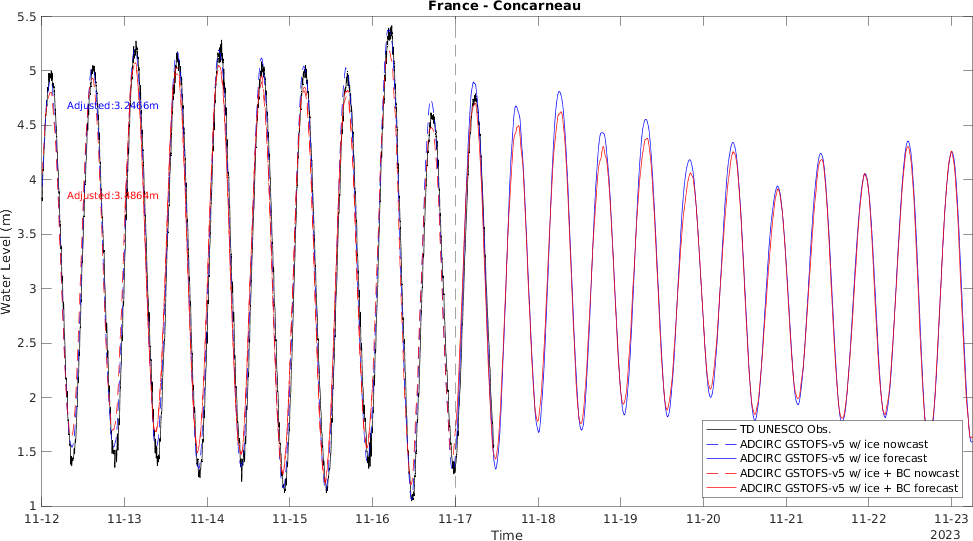 France - Concarneau
5.5
5
4.5
4
3.5
3
2.5
2
1.5
1
Water Level (m)
Adjusted:3.2466m
Adjusted:3.4864m
TD UNESCO Obs.
ADCIRC GSTOFS-v5 w/ ice nowcast
ADCIRC GSTOFS-v5 w/ ice forecast
ADCIRC GSTOFS-v5 w/ ice + BC nowcast
ADCIRC GSTOFS-v5 w/ ice + BC forecast
11-12 11-13 11-14 11-15 11-16 11-17 11-18 11-19 11-20 11-21 11-22 11-23
Time
2023